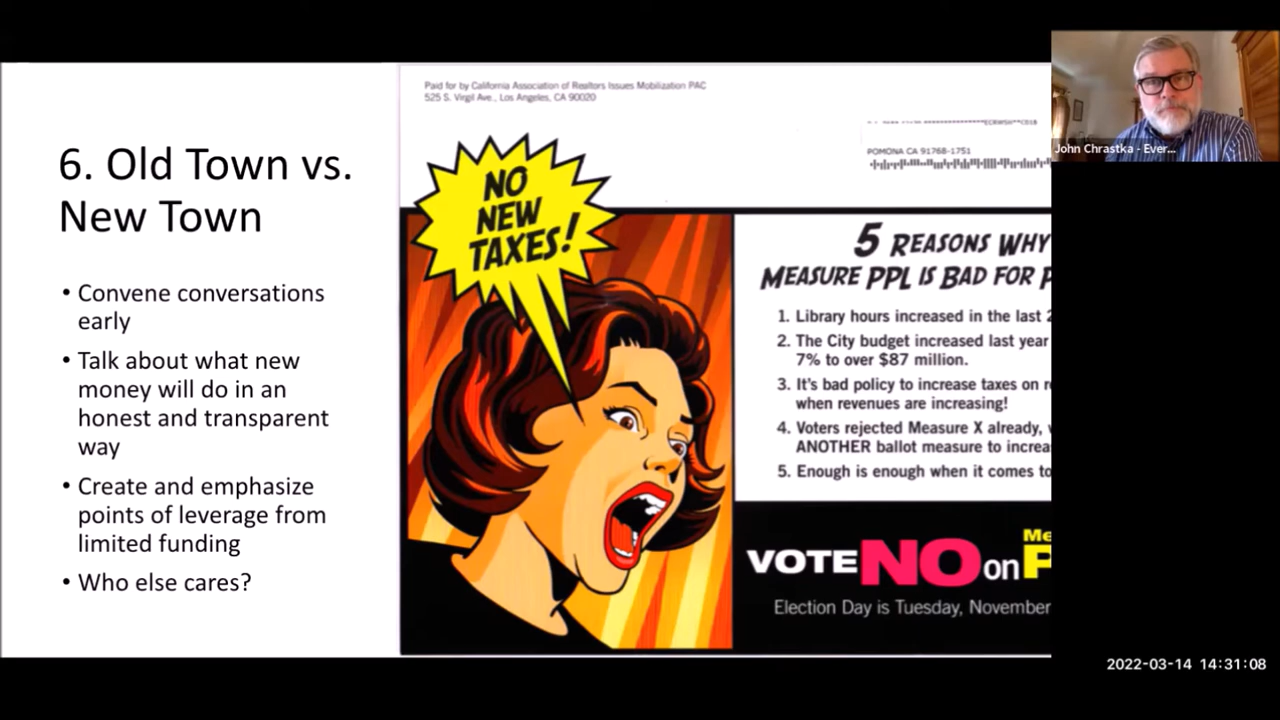 6. Old Town vs.
New Town
• Convene conversations
early
• Talk about what new
money will do in an
honest and transparent
way
• Create and emphasize
points of leverage from
limited funding
• Who else cares?
Paid for by California Association of Realtors Issues Mobilization PAC
525 S. Virgil Ave., Los Angeles, CA 90020
POMONA CA 91768-1751
NO
NEW
TAXES!
5 REASONS WHY
MEASURE PPL IS BAD FOR P
1. Library hours increased in the last 2
2. The City budget increased last year
7% to over $87 million.
3. It's bad policy to increase taxes on r
when revenues are increasing!
4. Voters rejected Measure X already,
ANOTHER ballot measure to increa
5. Enough is enough when it comes to
Me
VOTE NO on P
Election Day is Tuesday, November
John Chrastka - Ever...
2022-03-14 14:31:08